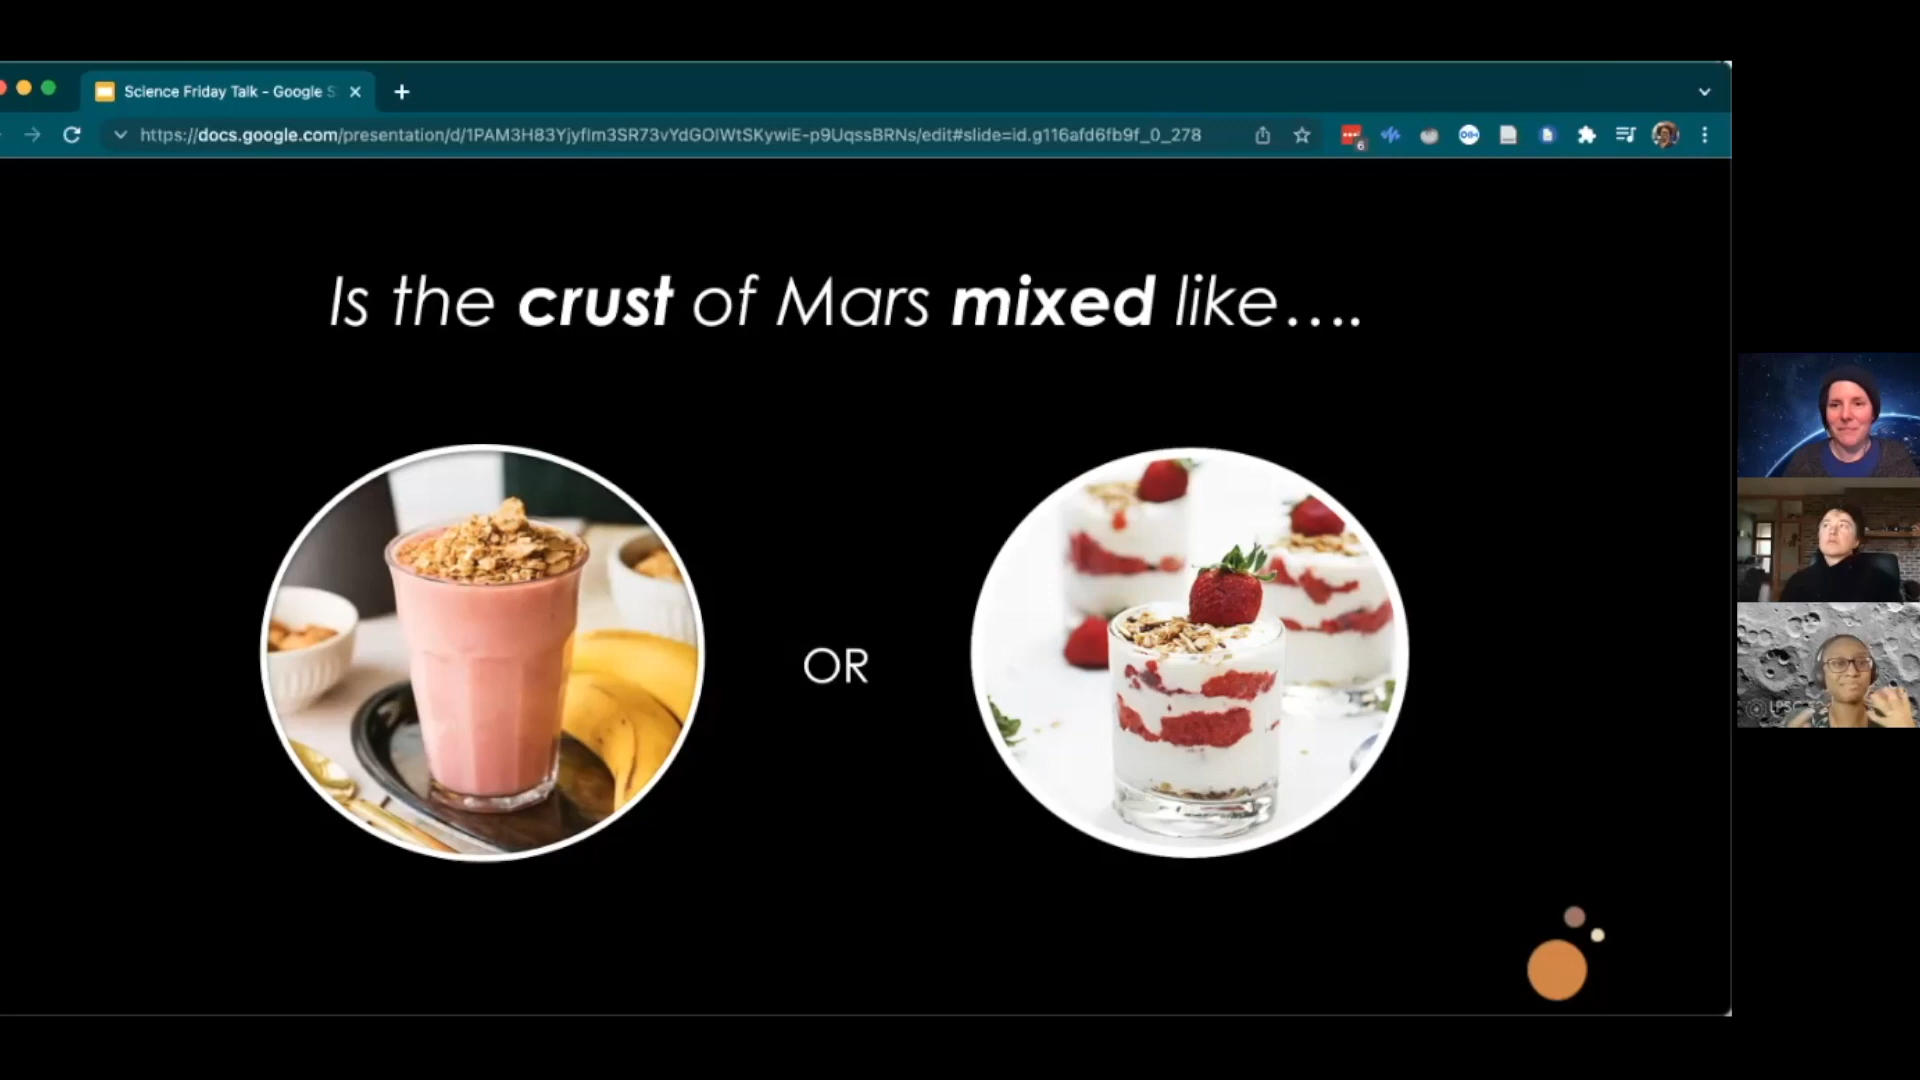 Science Friday Talk - Google S
https://docs.google.com/presentation/d/1PAM3H83YjyfIm3SR73vYdGOIWtSKywiE-p9UqssBRNs/edit#slide=id.g116afd6fb9f_0_278
6
Is the crust of Mars mixed like….
OR